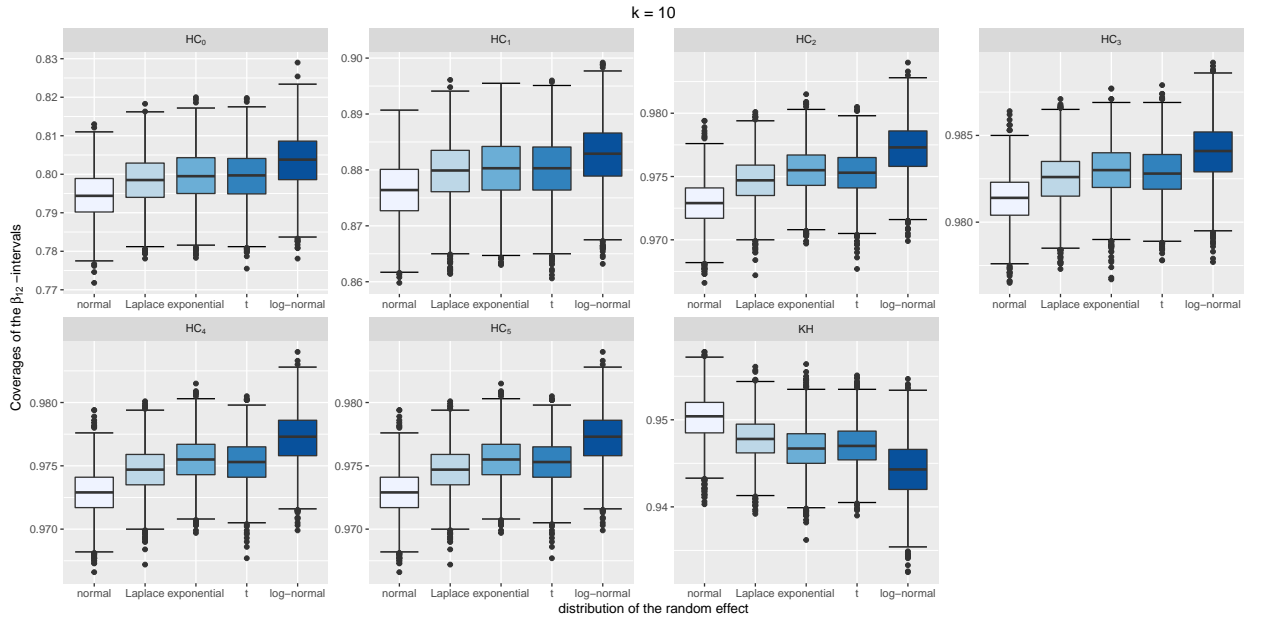 k = 10
Coverages of the β₁₂ −intervals
HC₀
0.83
0.82
0.81
0.80
0.79
0.78
0.77
normal Laplace exponential t log−normal
HC₁
0.90
0.89
0.88
0.87
0.86
normal Laplace exponential t log−normal
HC₂
0.980
0.975
0.970
normal Laplace exponential t log−normal
HC₃
0.985
0.980
normal Laplace exponential t log−normal
HC₄
0.980
0.975
0.970
normal Laplace exponential t log−normal
HC₅
0.980
0.975
0.970
normal Laplace exponential t log−normal
KH
0.95
0.94
normal Laplace exponential t log−normal
distribution of the random effect